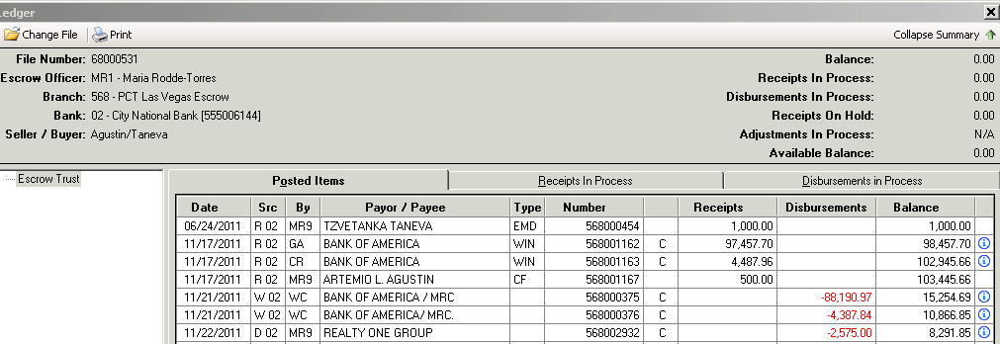 Ledger
Change File Print Collapse Summary
File Number: 68000531 Balance: 0.00
Escrow Officer: MR1 - Maria Rodde-Torres Receipts In Process: 0.00
Branch: 568 - PCT Las Vegas Escrow Disbursements In Process: 0.00
Bank: 02 - City National Bank [555006144] Receipts On Hold: 0.00
Seller / Buyer: Agustin/Taneva Adjustments In Process: N/A
Available Balance: 0.00
Escrow Trust Posted Items Receipts In Process Disbursements in Process
Date Src By Payor / Payee Type Number Receipts Disbursements Balance
06/24/2011 R 02 MR9 TZVETANKA TANEVA EMD 568000454 1,000.00 1,000.00
11/17/2011 R 02 GA BANK OF AMERICA WIN 568001162 C 97,457.70 98,457.70
11/17/2011 R 02 CR BANK OF AMERICA WIN 568001163 C 4,487.96 102,945.66
11/17/2011 R 02 MR9 ARTEMIO L. AGUSTIN CF 568001167 500.00 103,445.66
11/21/2011 W 02 WC BANK OF AMERICA / MRC 568000375 C -88,190.97 15,254.69
11/21/2011 W 02 WC BANK OF AMERICA/ MRC. 568000376 C -4,387.84 10,866.85
11/22/2011 D 02 MR9 REALTY ONE GROUP 568002932 C -2,575.00 8,291.85